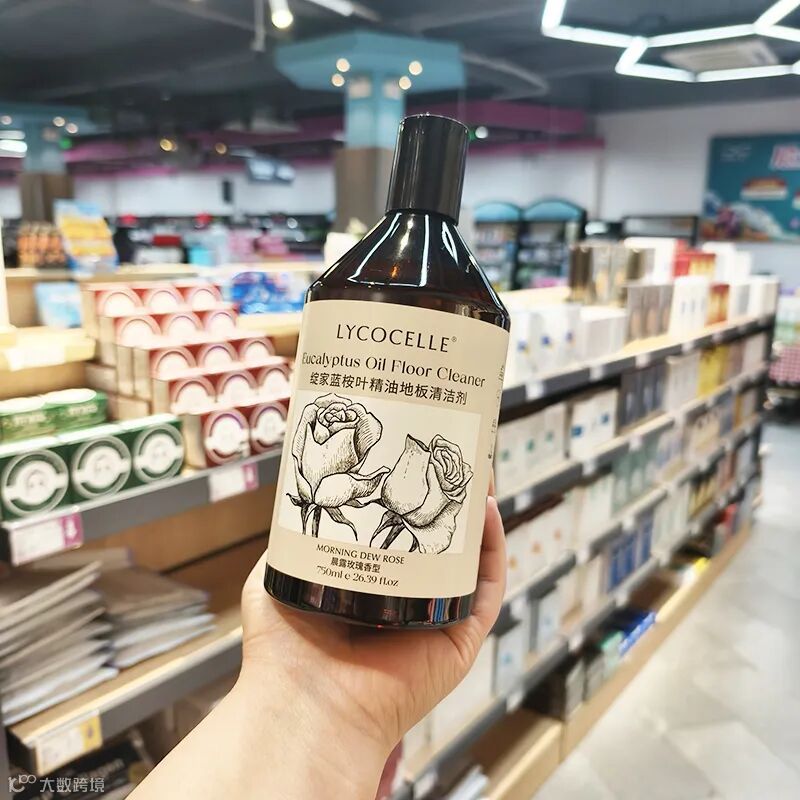 LYCOCELLE®
Eucalyptus Oil Floor Cleaner
绽家蓝桉叶精油地板清洁剂
MORNING DEW ROSE
晨露玫瑰香型
750ml e 26.39 fl.oz
大数跨境